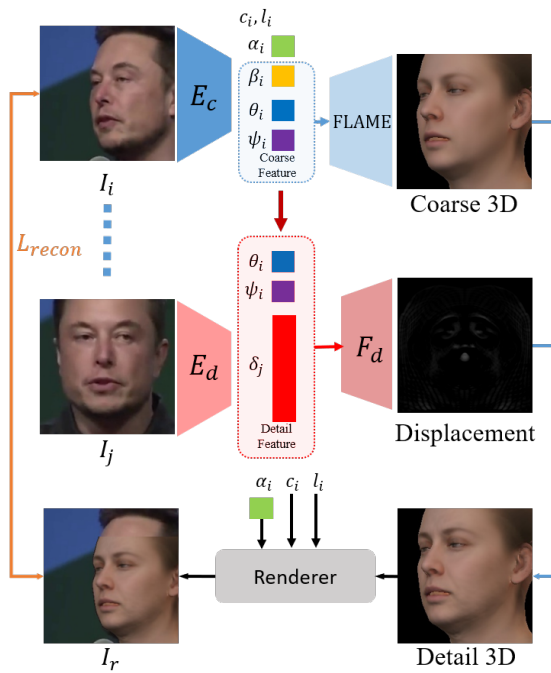 c_i, l_i
α_i
β_i
θ_i
ψ_i
Coarse
Feature
E_c
FLAME
I_i
Coarse 3D
L_recon
θ_i
ψ_i
δ_j
Detail
Feature
E_d
F_d
I_j
Displacement
α_i c_i l_i
Renderer
I_r
Detail 3D